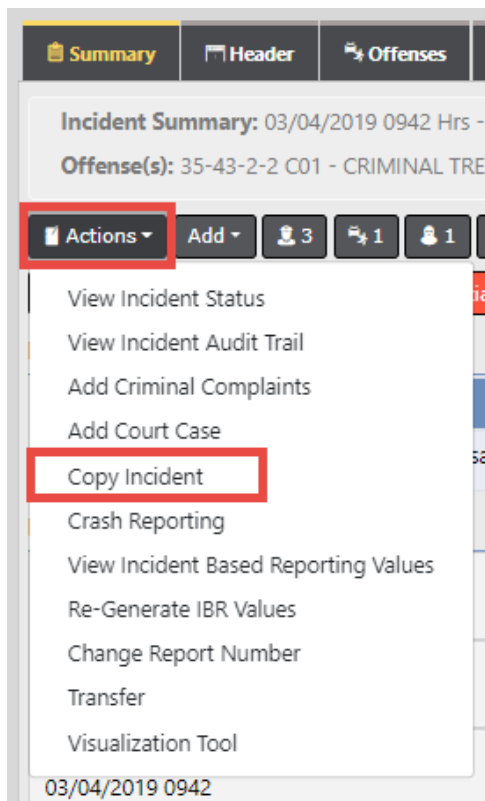 Summary Header Offenses
Incident Summary: 03/04/2019 0942 Hrs -
Offense(s): 35-43-2-2 C01 - CRIMINAL TRE
Actions Add 3 1 1
View Incident Status
View Incident Audit Trail
Add Criminal Complaints
Add Court Case
Copy Incident
Crash Reporting
View Incident Based Reporting Values
Re-Generate IBR Values
Change Report Number
Transfer
Visualization Tool
03/04/2019 0942